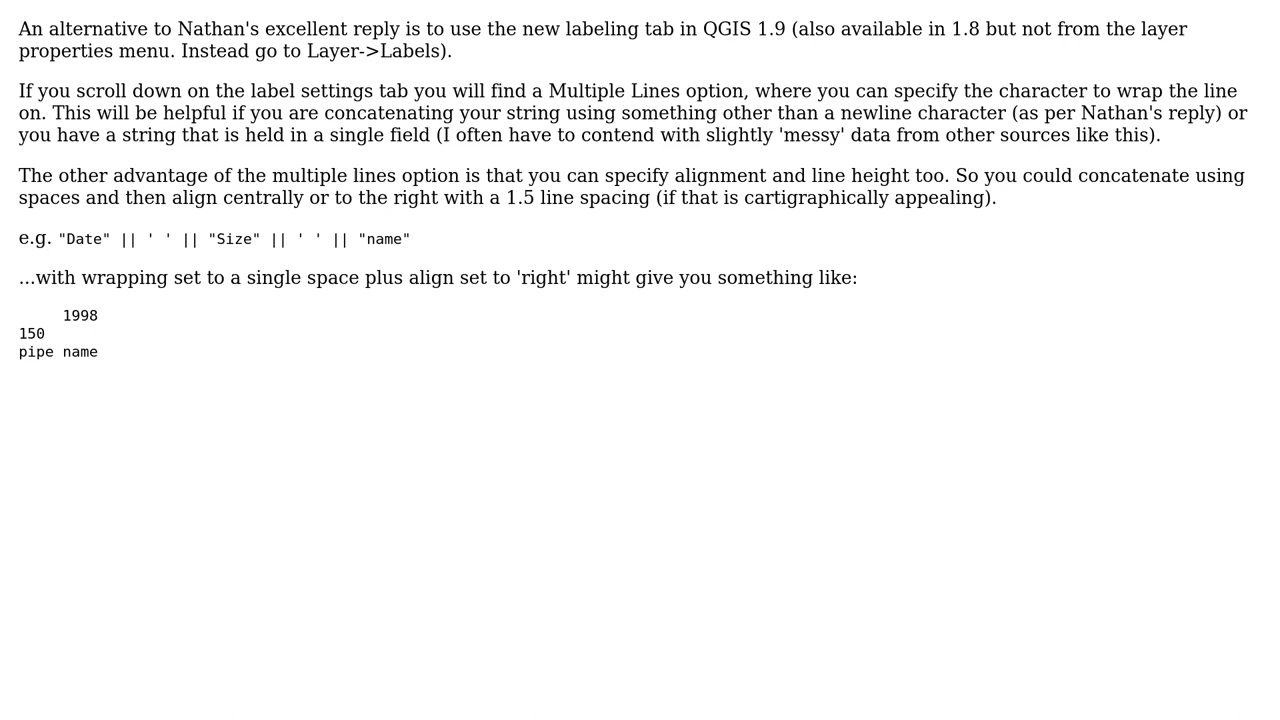 An alternative to Nathan's excellent reply is to use the new labeling tab in QGIS 1.9 (also available in 1.8 but not from the layer
properties menu. Instead go to Layer->Labels).
If you scroll down on the label settings tab you will find a Multiple Lines option, where you can specify the character to wrap the line
on. This will be helpful if you are concatenating your string using something other than a newline character (as per Nathan's reply) or
you have a string that is held in a single field (I often have to contend with slightly 'messy' data from other sources like this).
The other advantage of the multiple lines option is that you can specify alignment and line height too. So you could concatenate using
spaces and then align centrally or to the right with a 1.5 line spacing (if that is cartigraphically appealing).
e.g. "Date" || ' ' || "Size" || ' ' || "name"
...with wrapping set to a single space plus align set to 'right' might give you something like:
     1998
150
pipe name